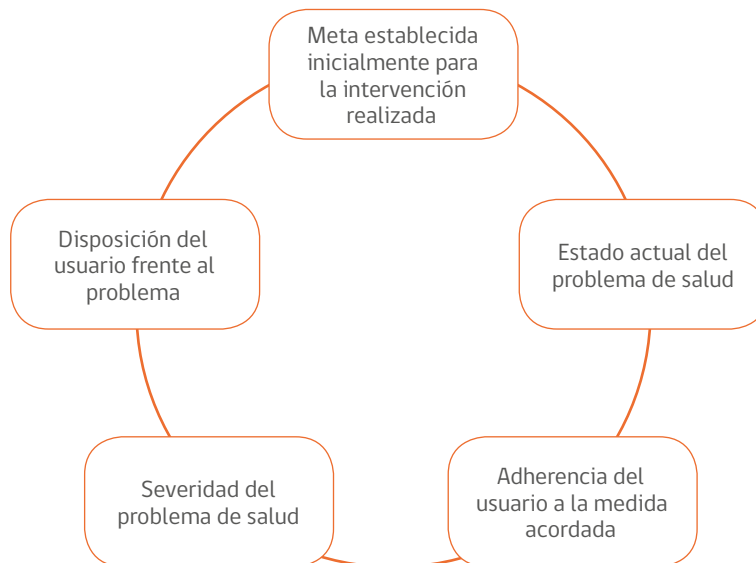 Meta establecida
inicialmente para
la intervención
realizada
Estado actual del
problema de salud
Adherencia del
usuario a la medida
acordada
Severidad del
problema de salud
Disposición del
usuario frente al
problema